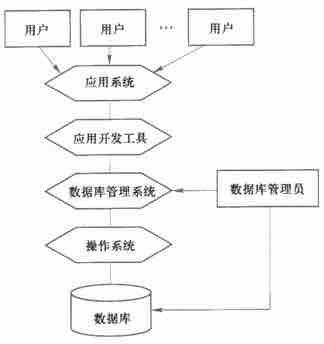 用户 用户 … 用户
应用系统
应用开发工具
数据库管理系统 数据库管理员
操作系统
数据库